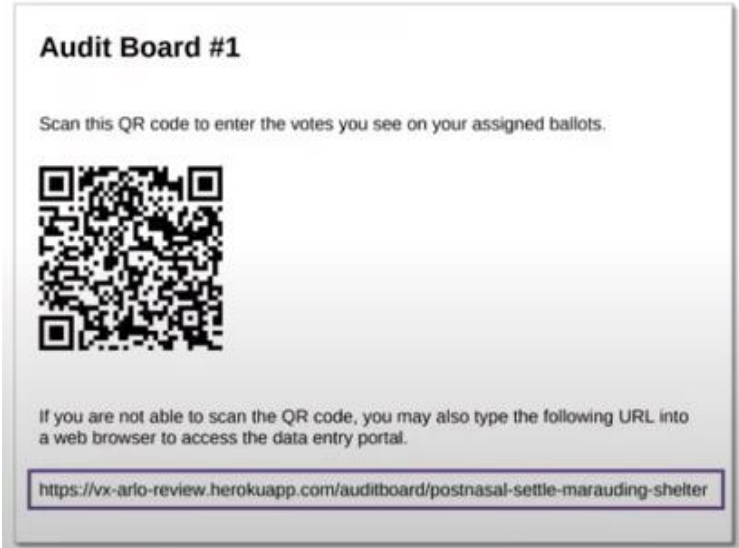 Audit Board #1
Scan this QR code to enter the votes you see on your assigned ballots.
If you are not able to scan the QR code, you may also type the following URL into
a web browser to access the data entry portal.
https://vx-arlo-review.herokuapp.com/auditboard/postnasal-settle-marauding-shelter